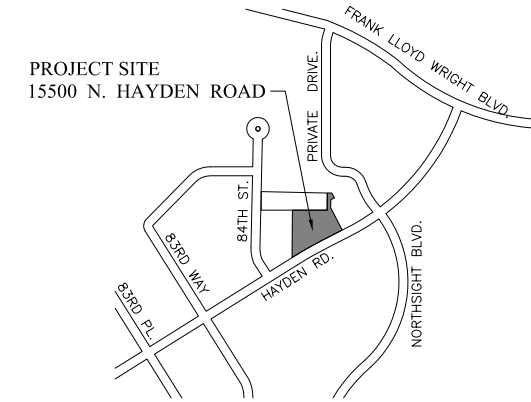 FRANK LLOYD WRIGHT BLVD.
PROJECT SITE
15500 N. HAYDEN ROAD
PRIVATE DRIVE.
84TH ST.
83RD WAY
HAYDEN RD.
NORTHSIGHT BLVD.
83RD PL.